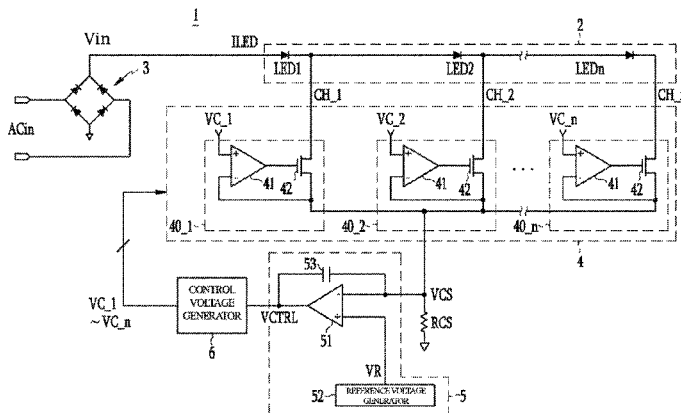 1
Vin
ILED
2
3
LED1
LED2
LEDn
ACin
CH_1
CH_2
CH_
VC_1
VC_2
VC_n
+
+
+
-
-
-
41
42
41
42
41
42
...
40_1
40_2
40_n
4
53
VCS
CONTROL
VOLTAGE
GENERATOR
VCTRL
-
+
51
RCS
VC_1
~VC_n
6
VR
52
REFERENCE VOLTAGE
GENERATOR
5